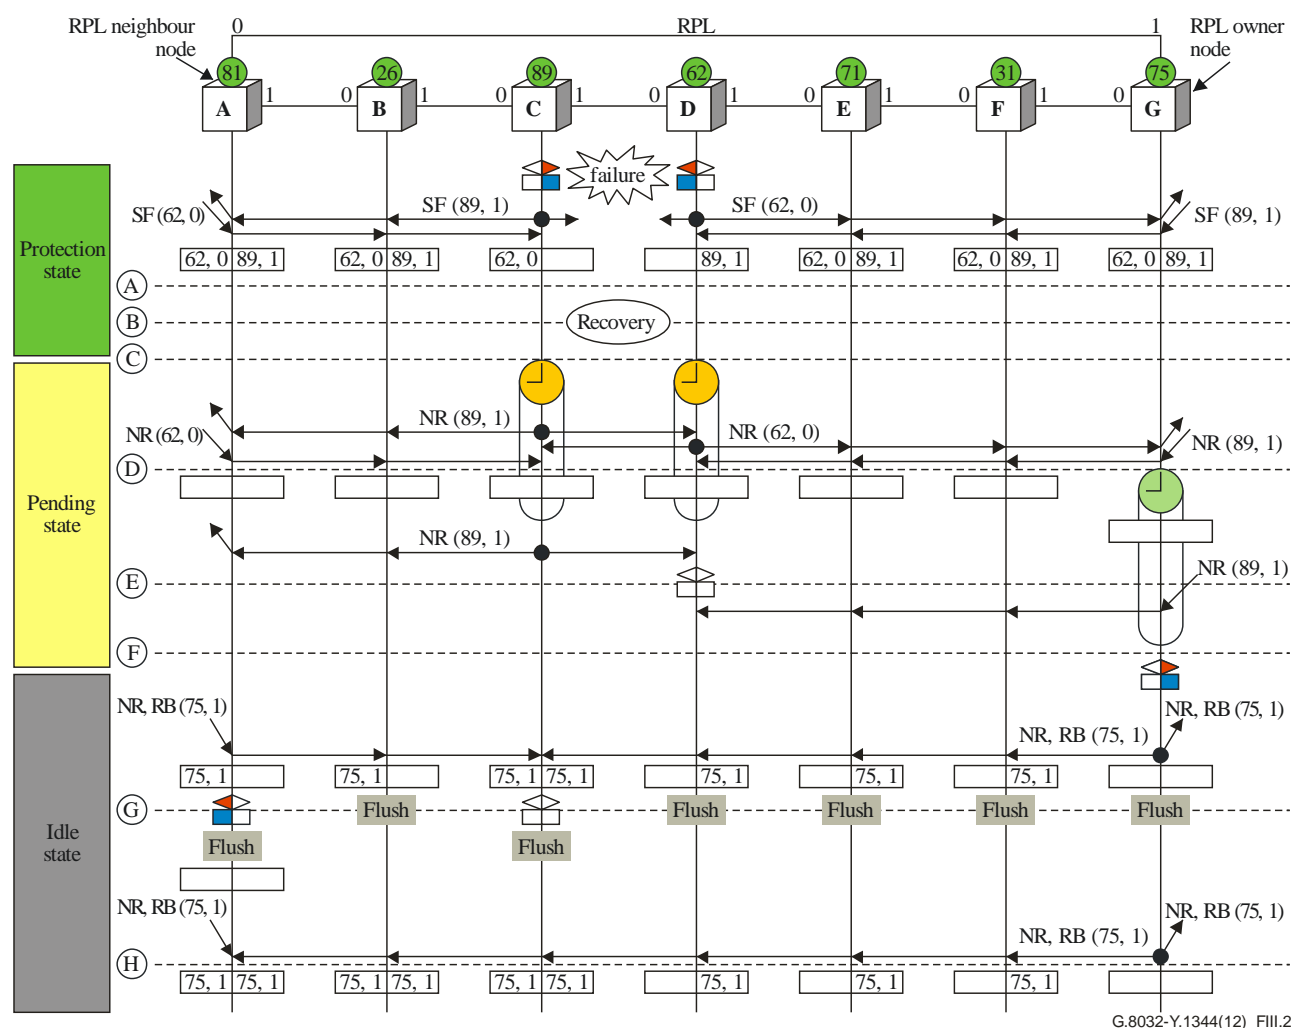 RPL neighbour
node
0
RPL
1
RPL owner
node
81
26
89
62
71
31
75
A
1
0
B
1
0
C
1
0
D
1
0
E
1
0
F
1
0
G
failure
SF (62, 0)
SF (89, 1)
SF (62, 0)
SF (89, 1)
Protection
state
62, 0 89, 1
62, 0 89, 1
62, 0
89, 1
62, 0 89, 1
62, 0 89, 1
62, 0 89, 1
A
B
Recovery
C
NR (62, 0)
NR (89, 1)
NR (62, 0)
NR (89, 1)
D
Pending
state
NR (89, 1)
E
NR (89, 1)
F
NR, RB (75, 1)
NR, RB (75, 1)
NR, RB (75, 1)
75, 1
75, 1
75, 1 75, 1
75, 1
75, 1
75, 1
G
Flush
Flush
Flush
Flush
Flush
Idle
state
Flush
Flush
NR, RB (75, 1)
NR, RB (75, 1)
NR, RB (75, 1)
H
75, 1 75, 1
75, 1 75, 1
75, 1 75, 1
75, 1
75, 1
75, 1
G.8032-Y.1344(12)_FIII.2